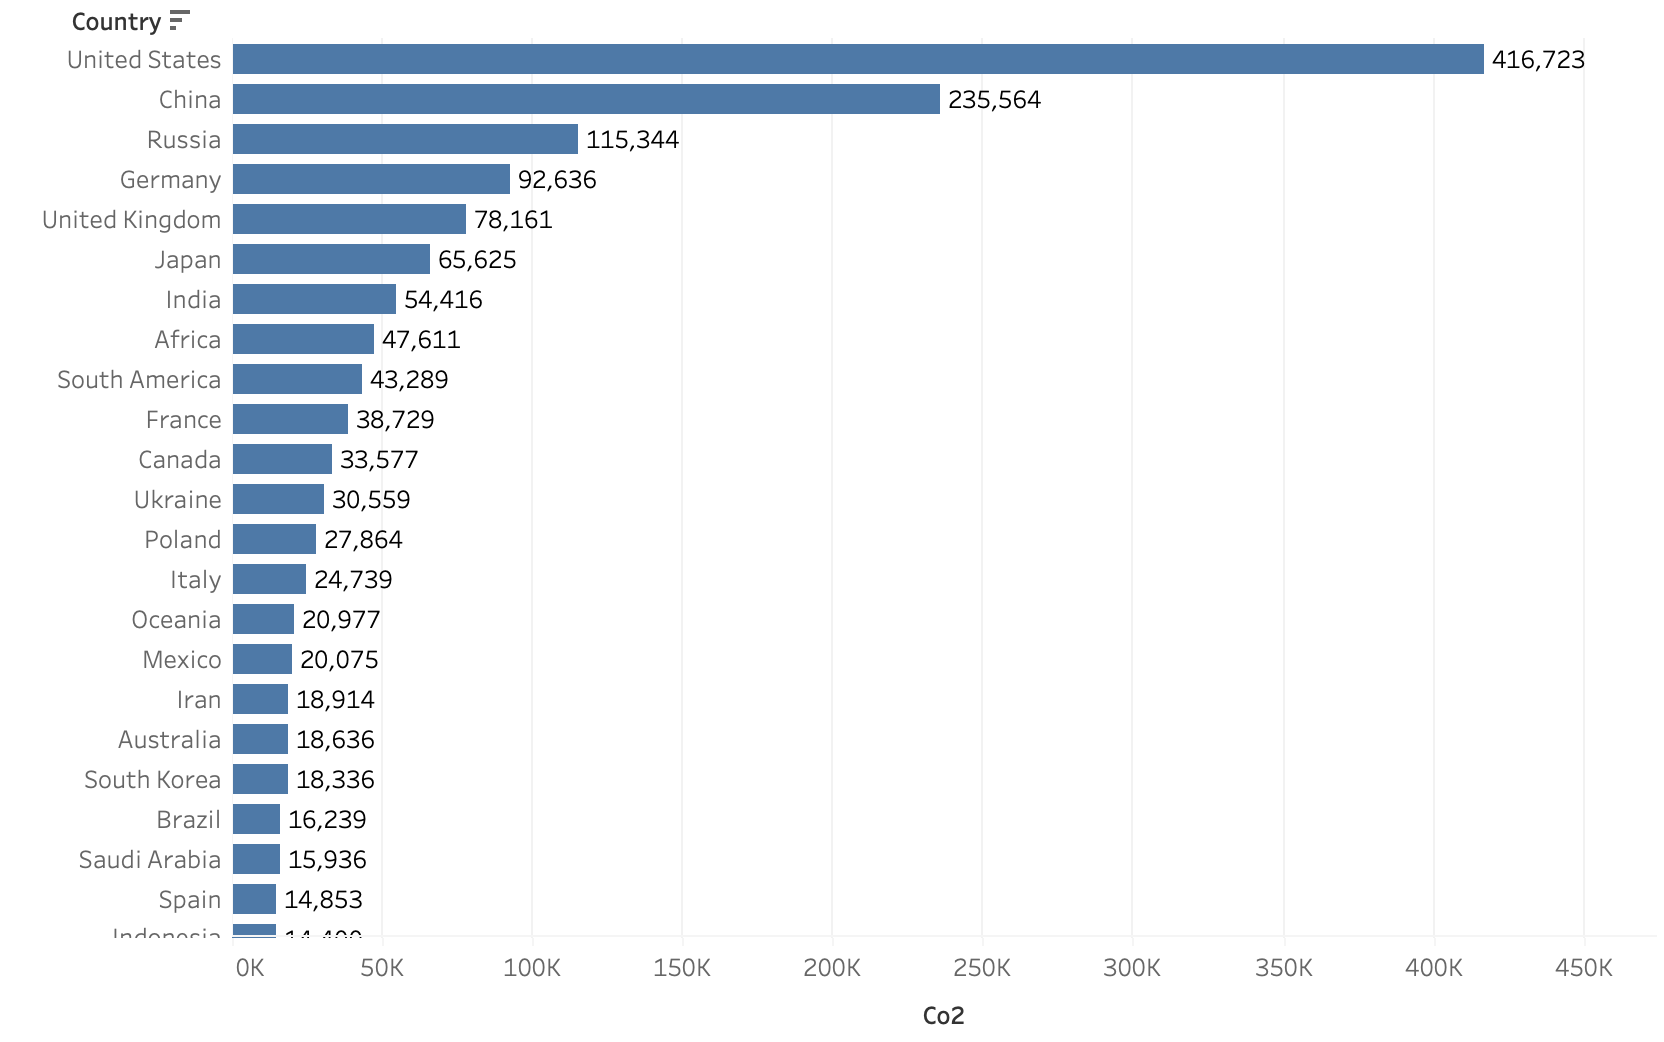 Country
United States 416,723
China 235,564
Russia 115,344
Germany 92,636
United Kingdom 78,161
Japan 65,625
India 54,416
Africa 47,611
South America 43,289
France 38,729
Canada 33,577
Ukraine 30,559
Poland 27,864
Italy 24,739
Oceania 20,977
Mexico 20,075
Iran 18,914
Australia 18,636
South Korea 18,336
Brazil 16,239
Saudi Arabia 15,936
Spain 14,853
Indonesia
0K 50K 100K 150K 200K 250K 300K 350K 400K 450K
Co2